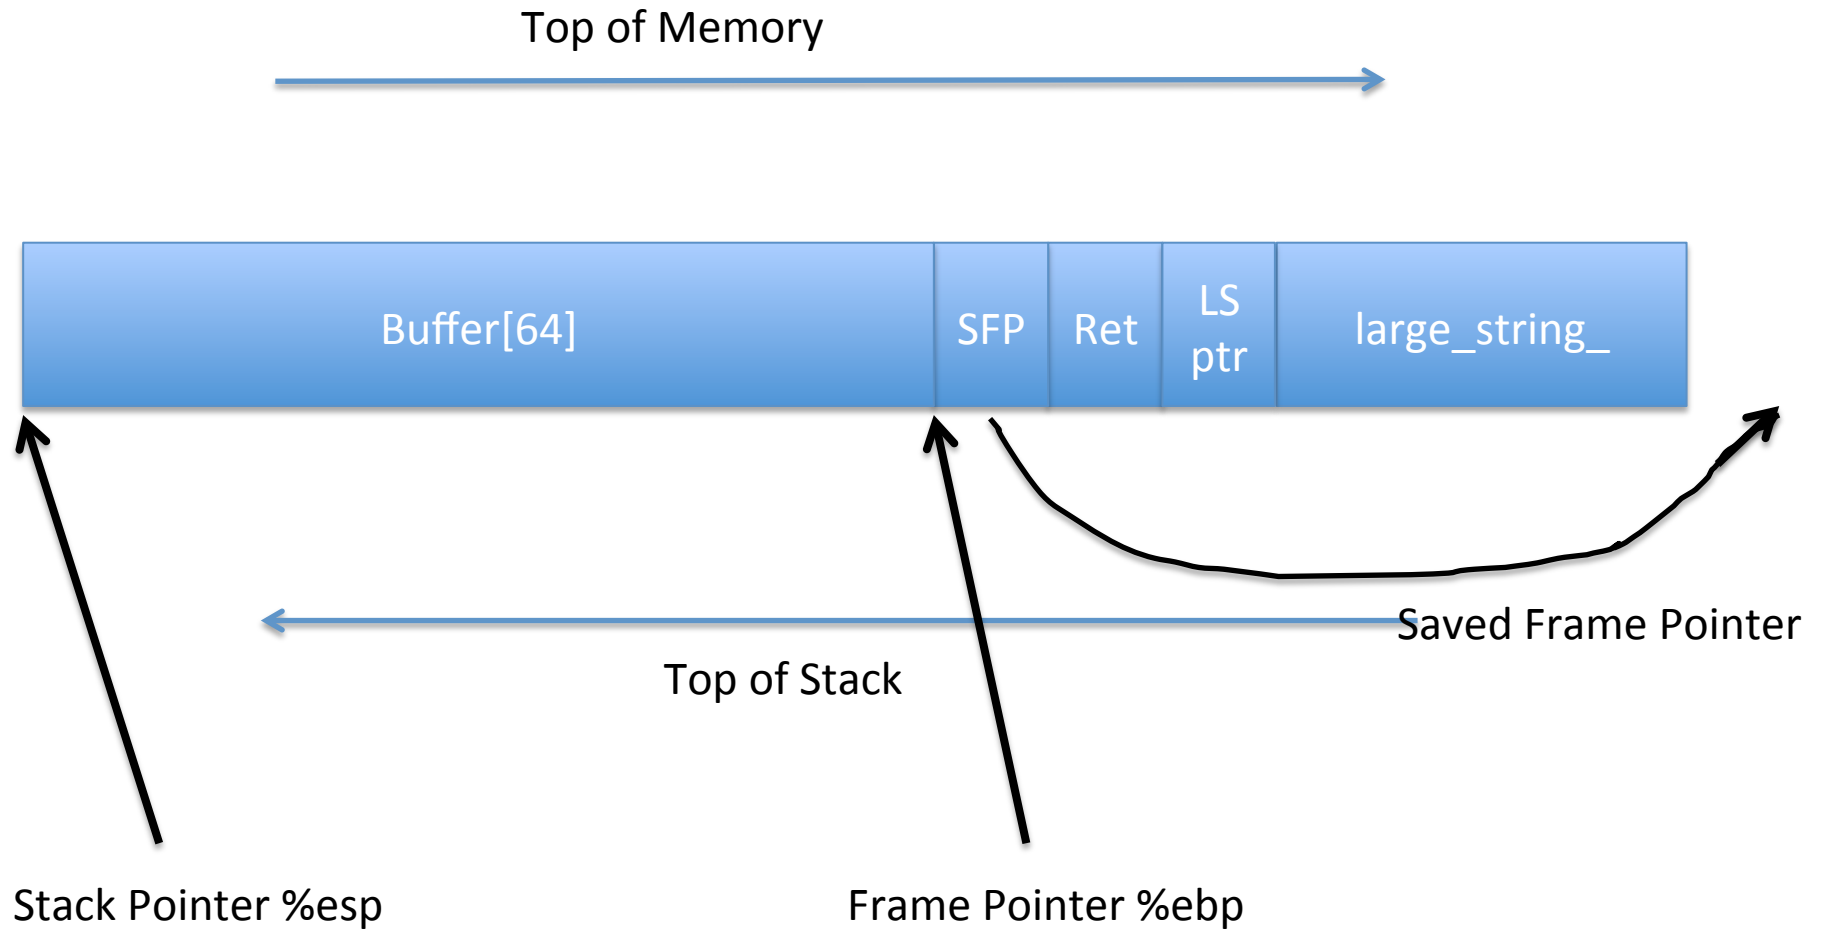 Top of Memory
Buffer[64]
SFP
Ret
LS
ptr
large_string_
Saved Frame Pointer
Top of Stack
Stack Pointer %esp
Frame Pointer %ebp